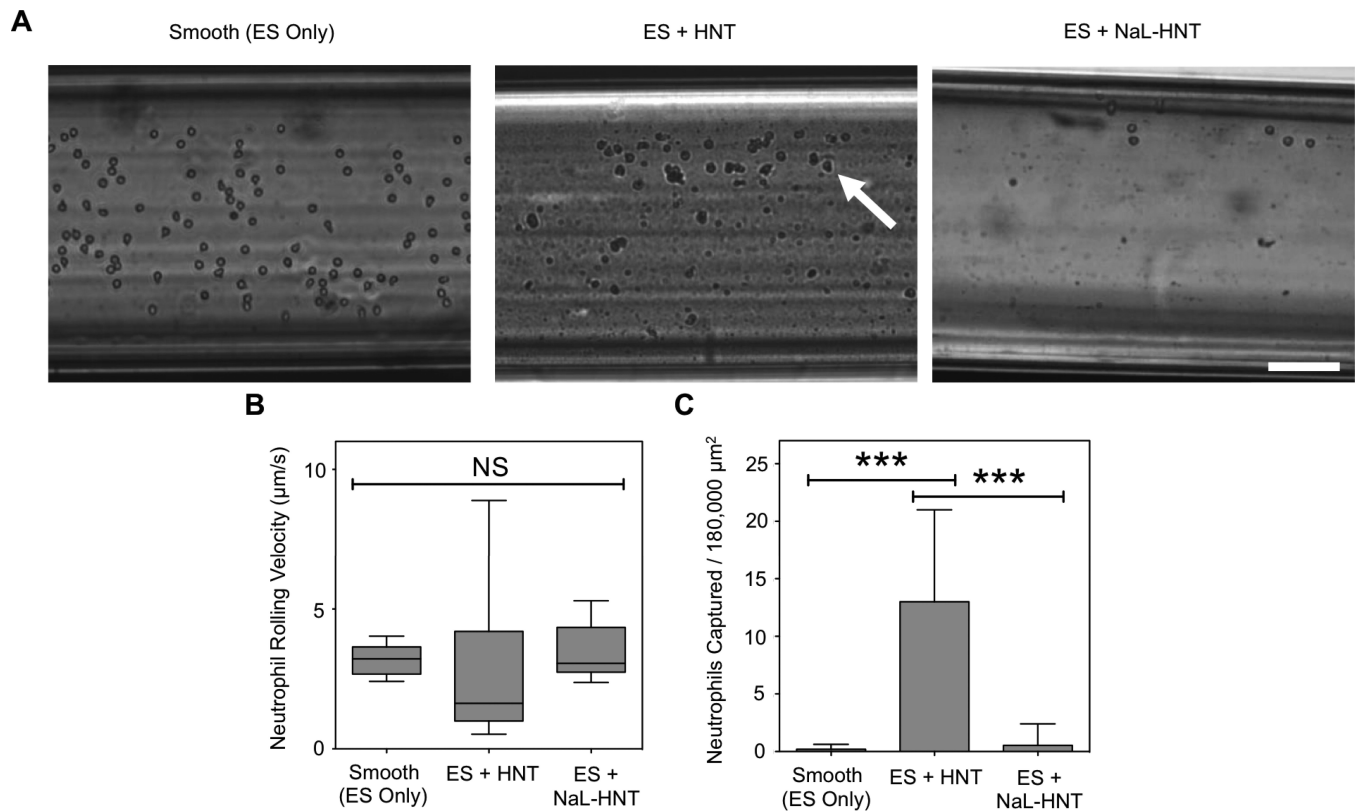 A
Smooth (ES Only)
ES + HNT
ES + NaL-HNT
B
Neutrophil Rolling Velocity (μm/s)
10
5
0
NS
Smooth
(ES Only)
ES + HNT
ES +
NaL-HNT
C
Neutrophils Captured / 180,000 μm²
25
20
15
10
5
0
***
***
Smooth
(ES Only)
ES + HNT
ES +
NaL-HNT